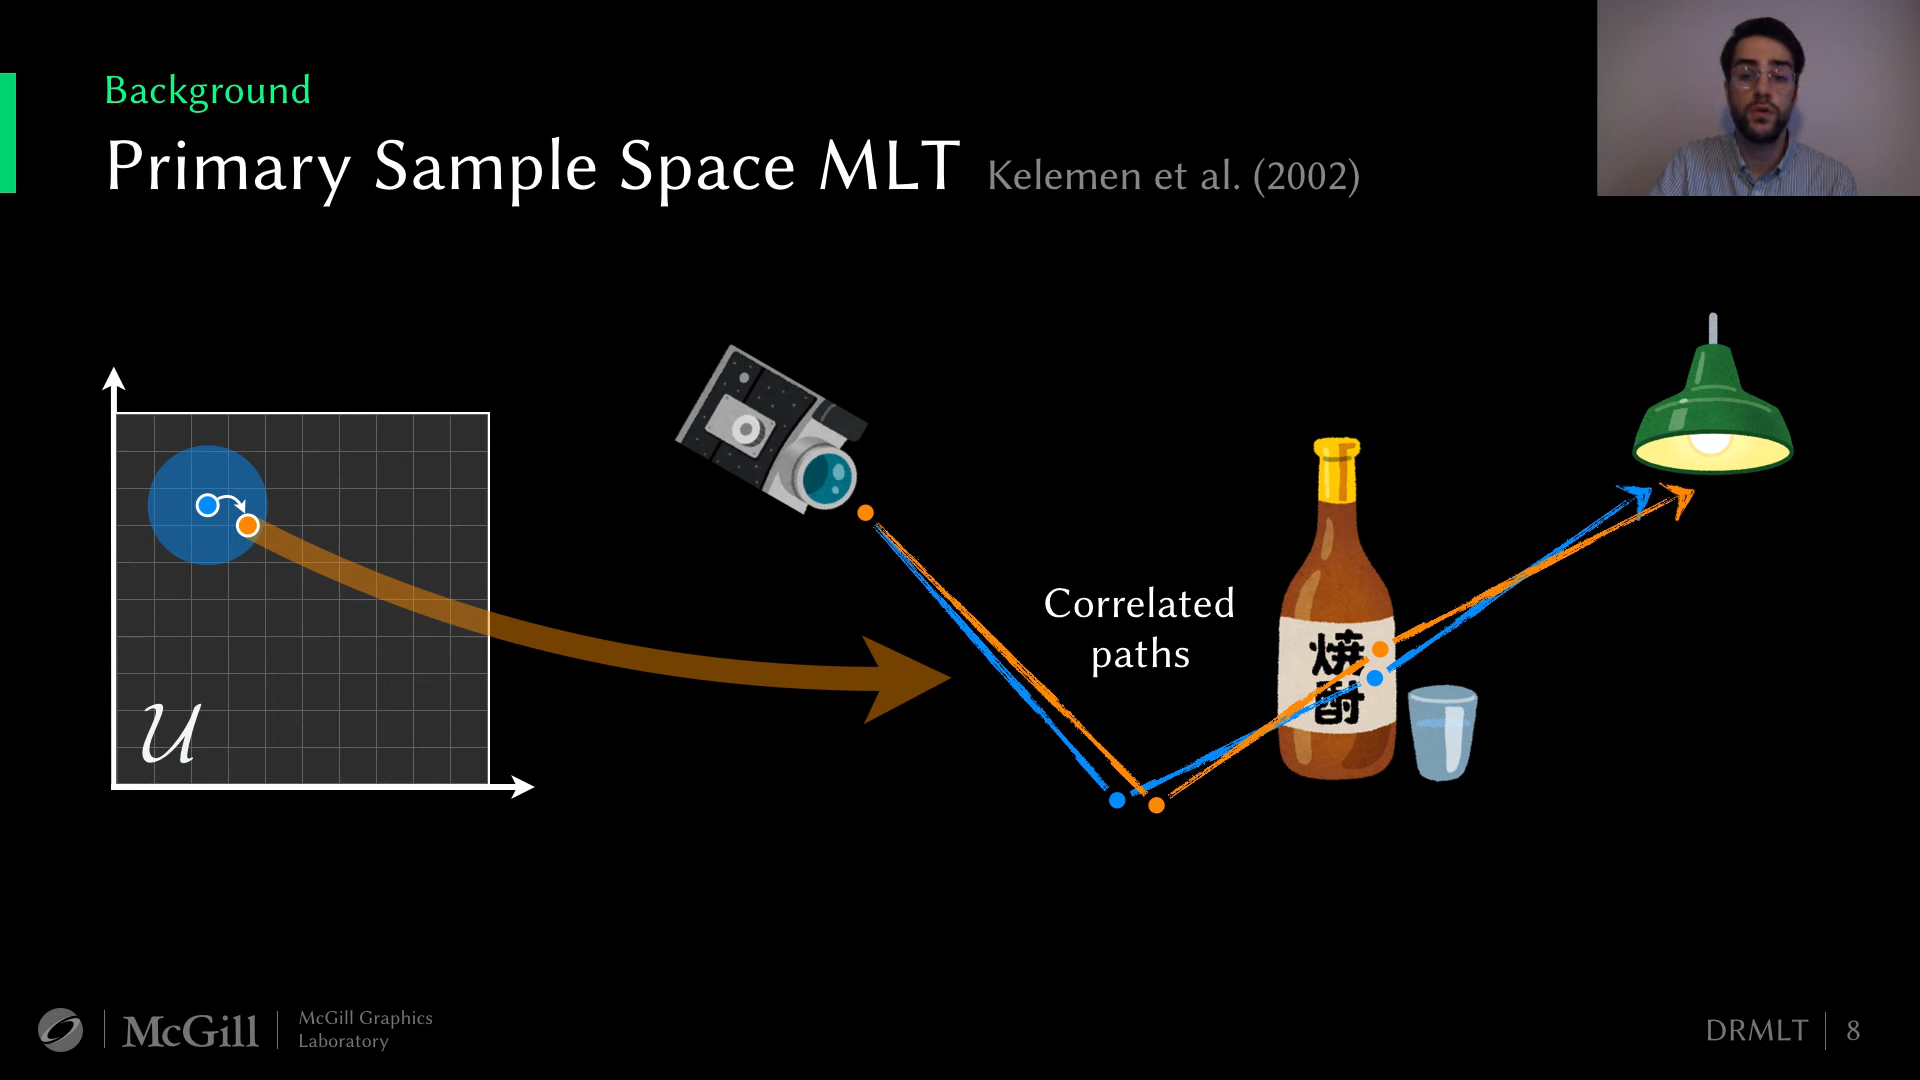 Background
Primary Sample Space MLT Kelemen et al. (2002)
Correlated
paths
焼
酎
U
McGill
McGill Graphics
Laboratory
DRMLT
8